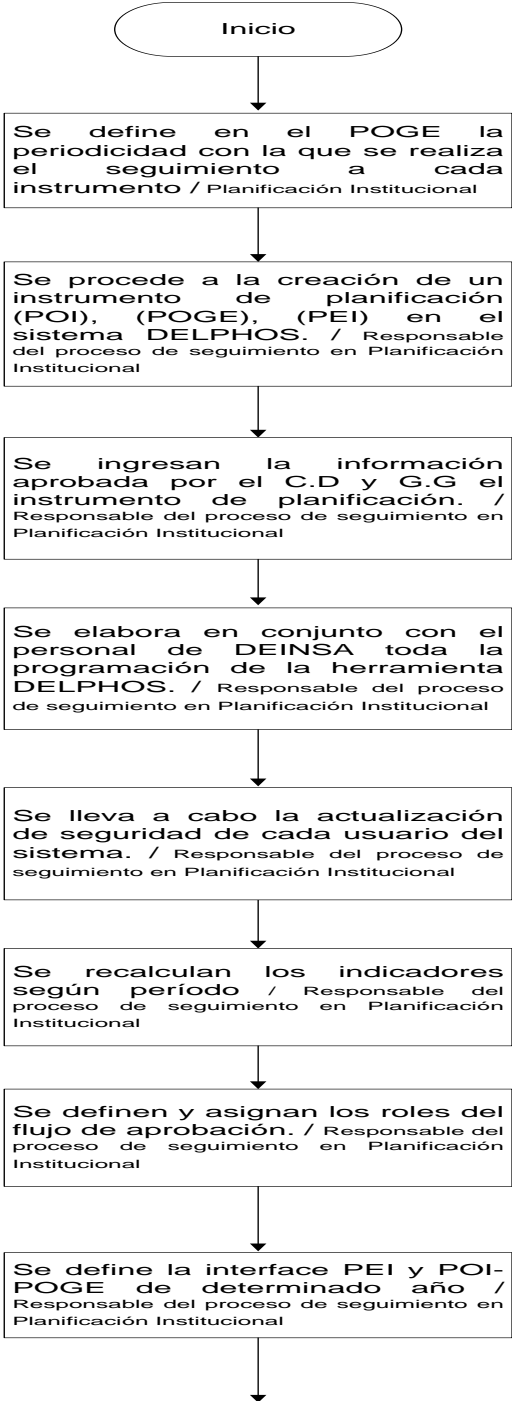 Inicio
Se define en el POGE la
periodicidad con la que se realiza
el seguimiento a cada
instrumento / Planificación Institucional
Se procede a la creación de un
instrumento de planificación
(POI), (POGE), (PEI) en el
sistema DELPHOS. / Responsable
del proceso de seguimiento en Planificación
Institucional
Se ingresan la información
aprobada por el C.D y G.G el
instrumento de planificación. /
Responsable del proceso de seguimiento en
Planificación Institucional
Se elabora en conjunto con el
personal de DEINSA toda la
programación de la herramienta
DELPHOS. / Responsable del proceso
de seguimiento en Planificación Institucional
Se lleva a cabo la actualización
de seguridad de cada usuario del
sistema. / Responsable del proceso de
seguimiento en Planificación Institucional
Se recalculan los indicadores
según período / Responsable del
proceso de seguimiento en Planificación
Institucional
Se definen y asignan los roles del
flujo de aprobación. / Responsable del
proceso de seguimiento en Planificación
Institucional
Se define la interface PEI y POI-
POGE de determinado año /
Responsable del proceso de seguimiento en
Planificación Institucional